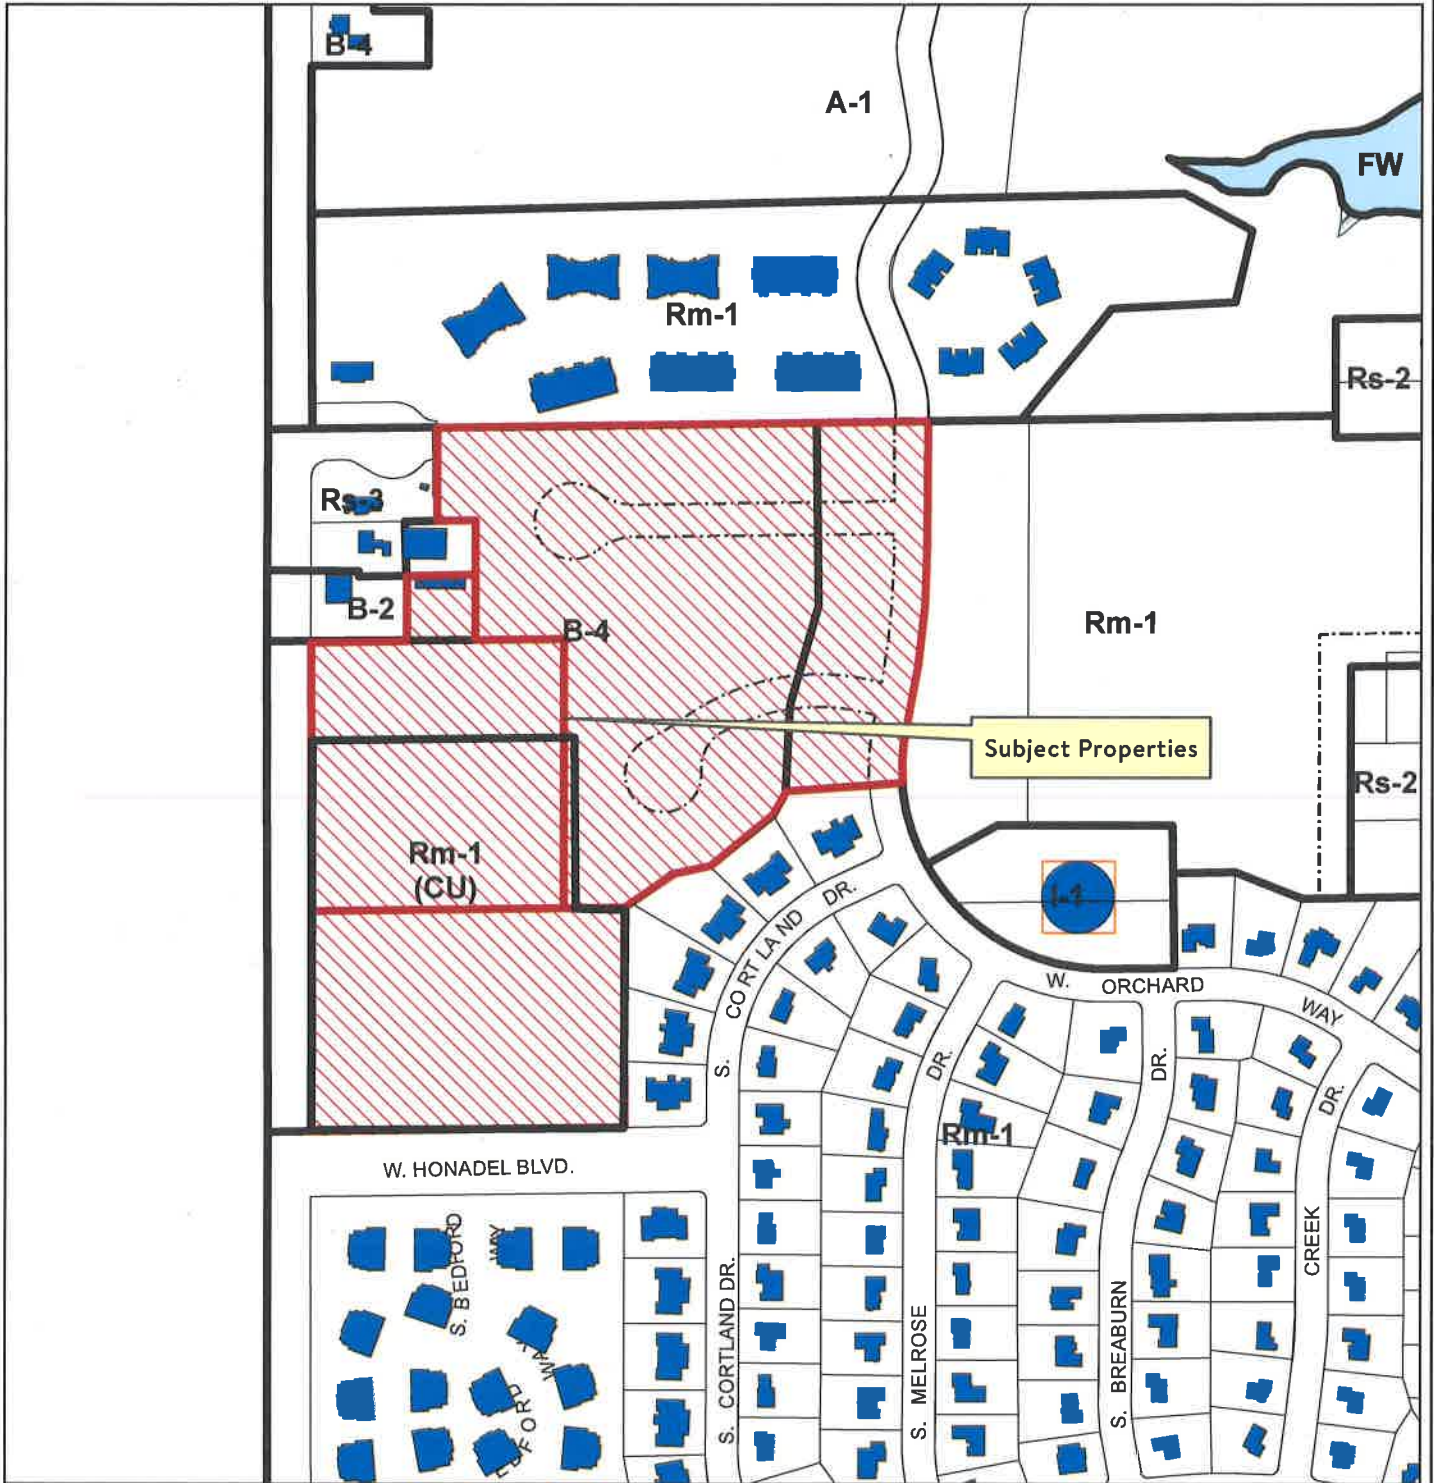 B-4
A-1
FW
Rm-1
Rs-2
Rs-3
B-2
B-4
Rm-1
Subject Properties
Rs-2
Rm-1
(CU)
I-1
S. CORTLAND DR.
W. ORCHARD WAY
DR.
DR.
DR.
Rm-1
W. HONADEL BLVD.
S. BEDFORD WAY
WAY
S. CORTLAND DR.
S. MELROSE
S. BREABURN
CREEK